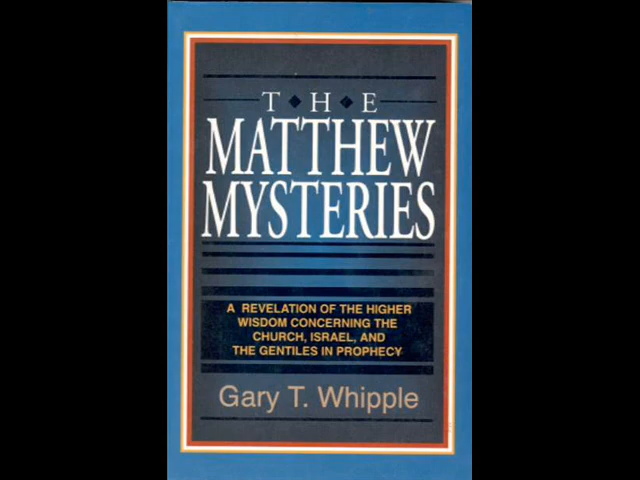 THE
MATTHEW
MYSTERIES
A REVELATION OF THE HIGHER
WISDOM CONCERNING THE
CHURCH, ISRAEL, AND
THE GENTILES IN PROPHECY
Gary T. Whipple